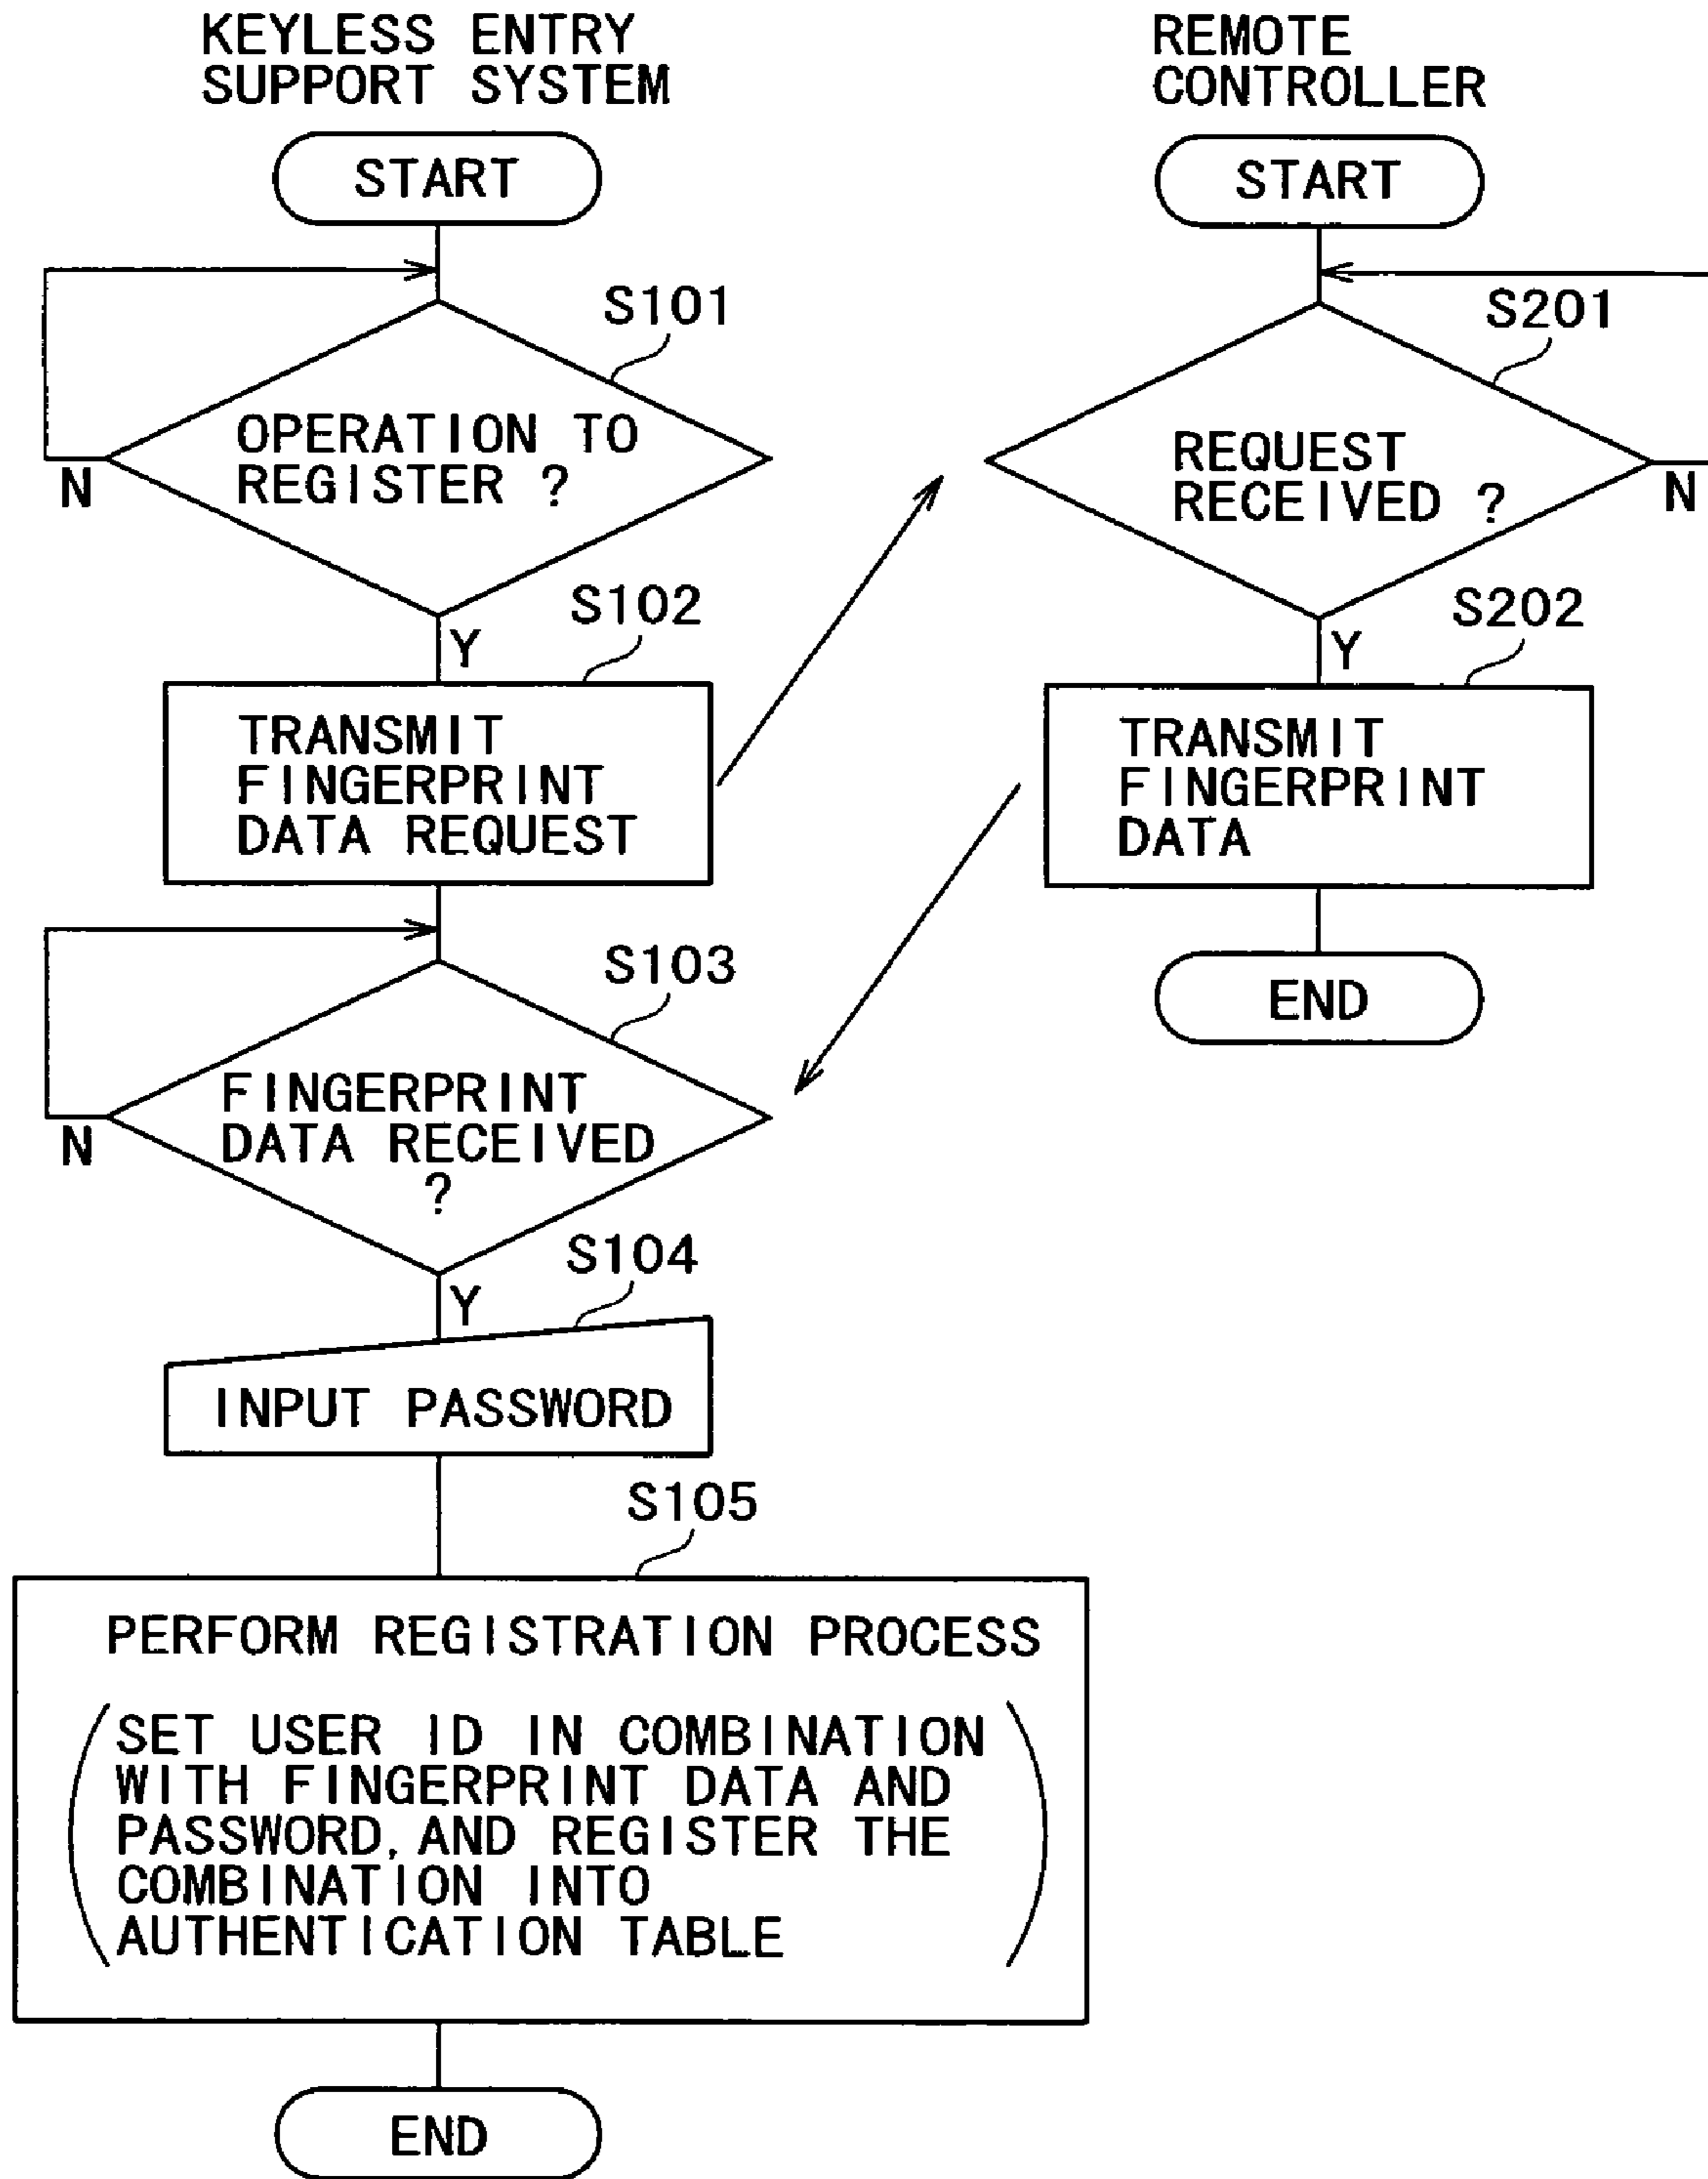 KEYLESS ENTRY
SUPPORT SYSTEM
START
S101
OPERATION TO
REGISTER ?
N
Y
S102
TRANSMIT
FINGERPRINT
DATA REQUEST
S103
FINGERPRINT
DATA RECEIVED
?
N
Y
S104
INPUT PASSWORD
S105
PERFORM REGISTRATION PROCESS
SET USER ID IN COMBINATION
WITH FINGERPRINT DATA AND
PASSWORD, AND REGISTER THE
COMBINATION INTO
AUTHENTICATION TABLE
END
REMOTE
CONTROLLER
START
S201
REQUEST
RECEIVED ?
N
Y
S202
TRANSMIT
FINGERPRINT
DATA
END